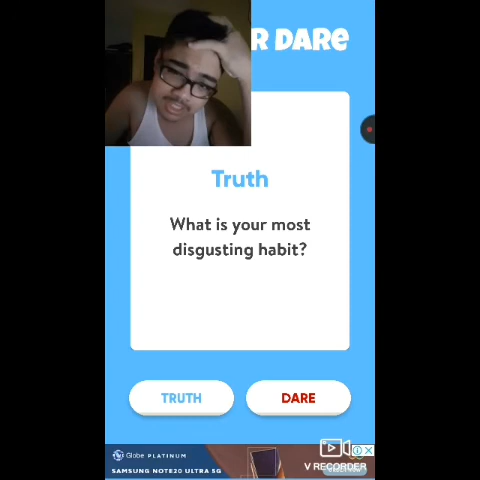 R DARE
Truth
What is your most
disgusting habit?
TRUTH
DARE
Globe PLATINUM
SAMSUNG NOTE20 ULTRA 5G
V RECORDER